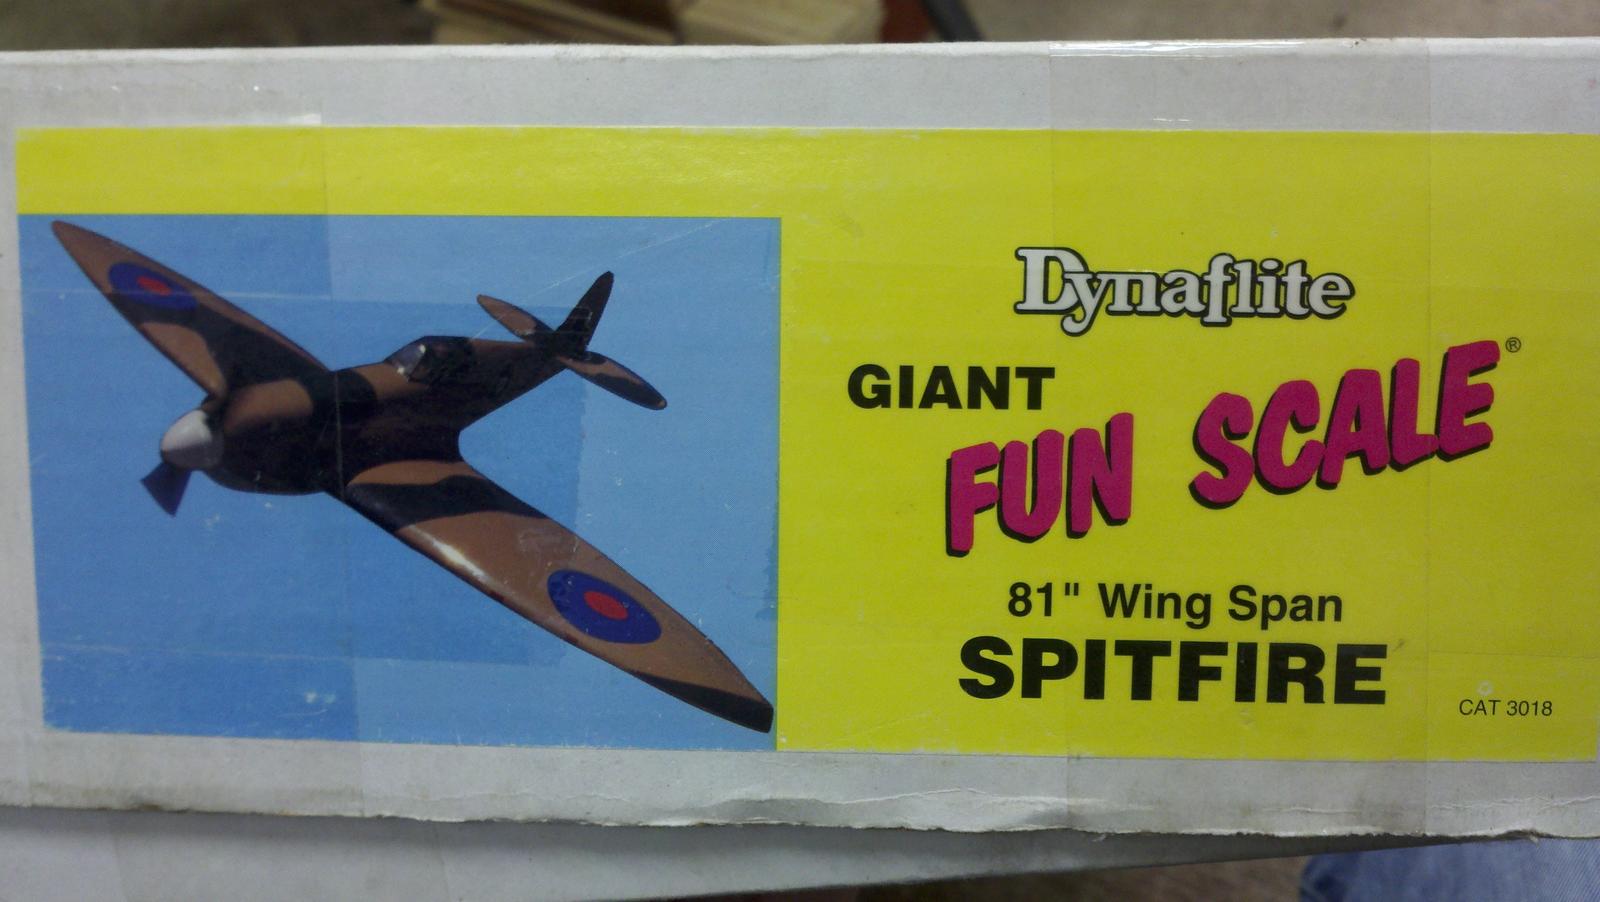 Dynaflite
GIANT
FUN SCALE®
81" Wing Span
SPITFIRE
CAT 3018